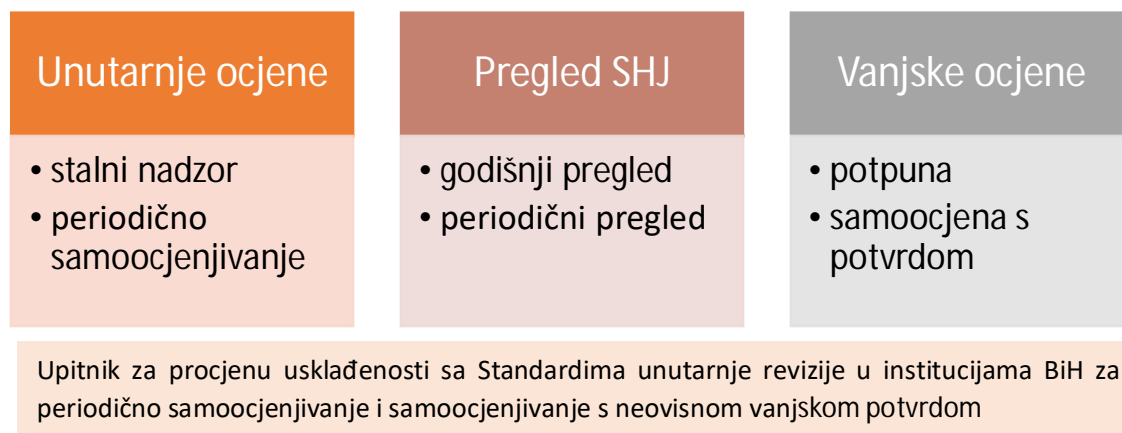 Unutarnje ocjene
• stalni nadzor
• periodično
samoocjenjivanje
Pregled SHJ
• godišnji pregled
• periodični pregled
Vanjske ocjene
• potpuna
• samoocjena s
potvrdom
Upitnik za procjenu usklađenosti sa Standardima unutarnje revizije u institucijama BiH za
periodično samoocjenjivanje i samoocjenjivanje s neovisnom vanjskom potvrdom